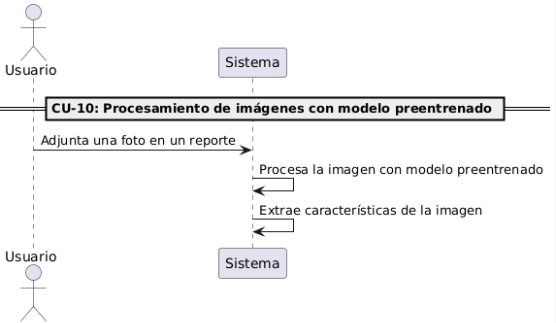 Usuario
Sistema
CU-10: Procesamiento de imágenes con modelo preentrenado
Adjunta una foto en un reporte
Procesa la imagen con modelo preentrenado
Extrae características de la imagen
Usuario
Sistema